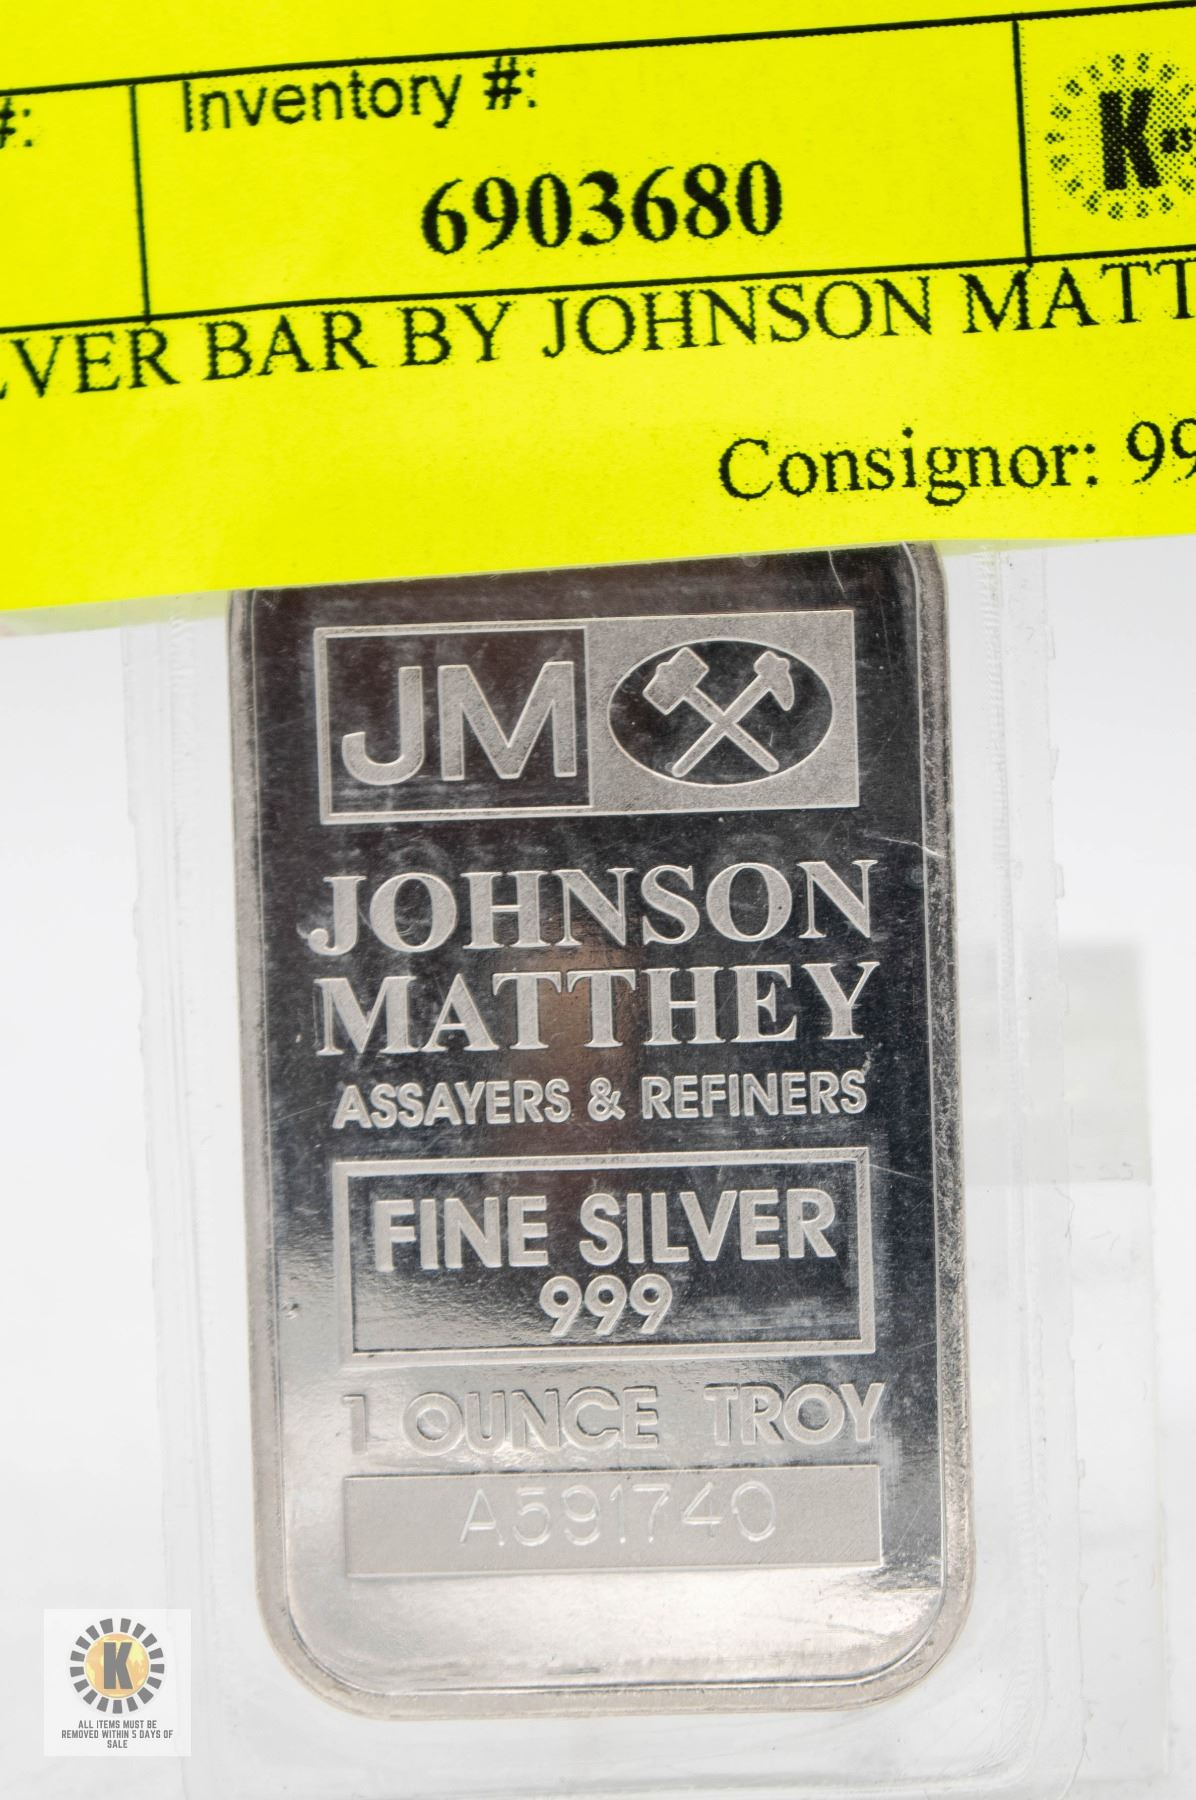 #:
Inventory #:
K
6903680
LVER BAR BY JOHNSON MATT
Consignor: 99
JM
JOHNSON
MATTHEY
ASSAYERS & REFINERS
FINE SILVER
999
1 OUNCE TROY
A591740
K
ALL ITEMS MUST BE
REMOVED WITHIN 5 DAYS OF
SALE